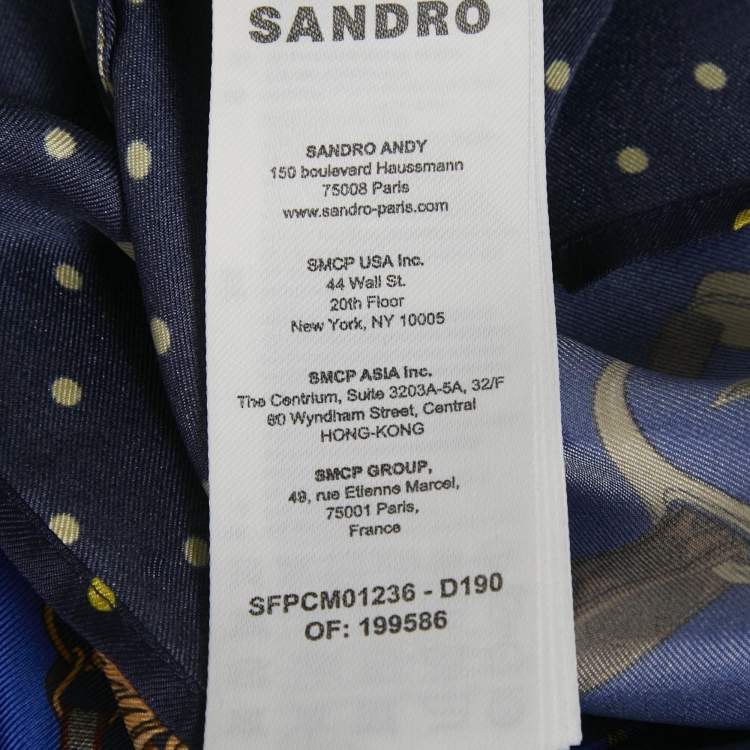 SANDRO
SANDRO ANDY
150 boulevard Haussmann
75008 Paris
www.sandro-paris.com
SMCP USA Inc.
44 Wall St.
20th Floor
New York, NY 10005
SMCP ASIA Inc.
The Centrium, Suite 3203A-5A, 32/F
60 Wyndham Street, Central
HONG-KONG
SMCP GROUP,
49, rue Etienne Marcel,
75001 Paris,
France
SFPCM01236 - D190
OF: 199586